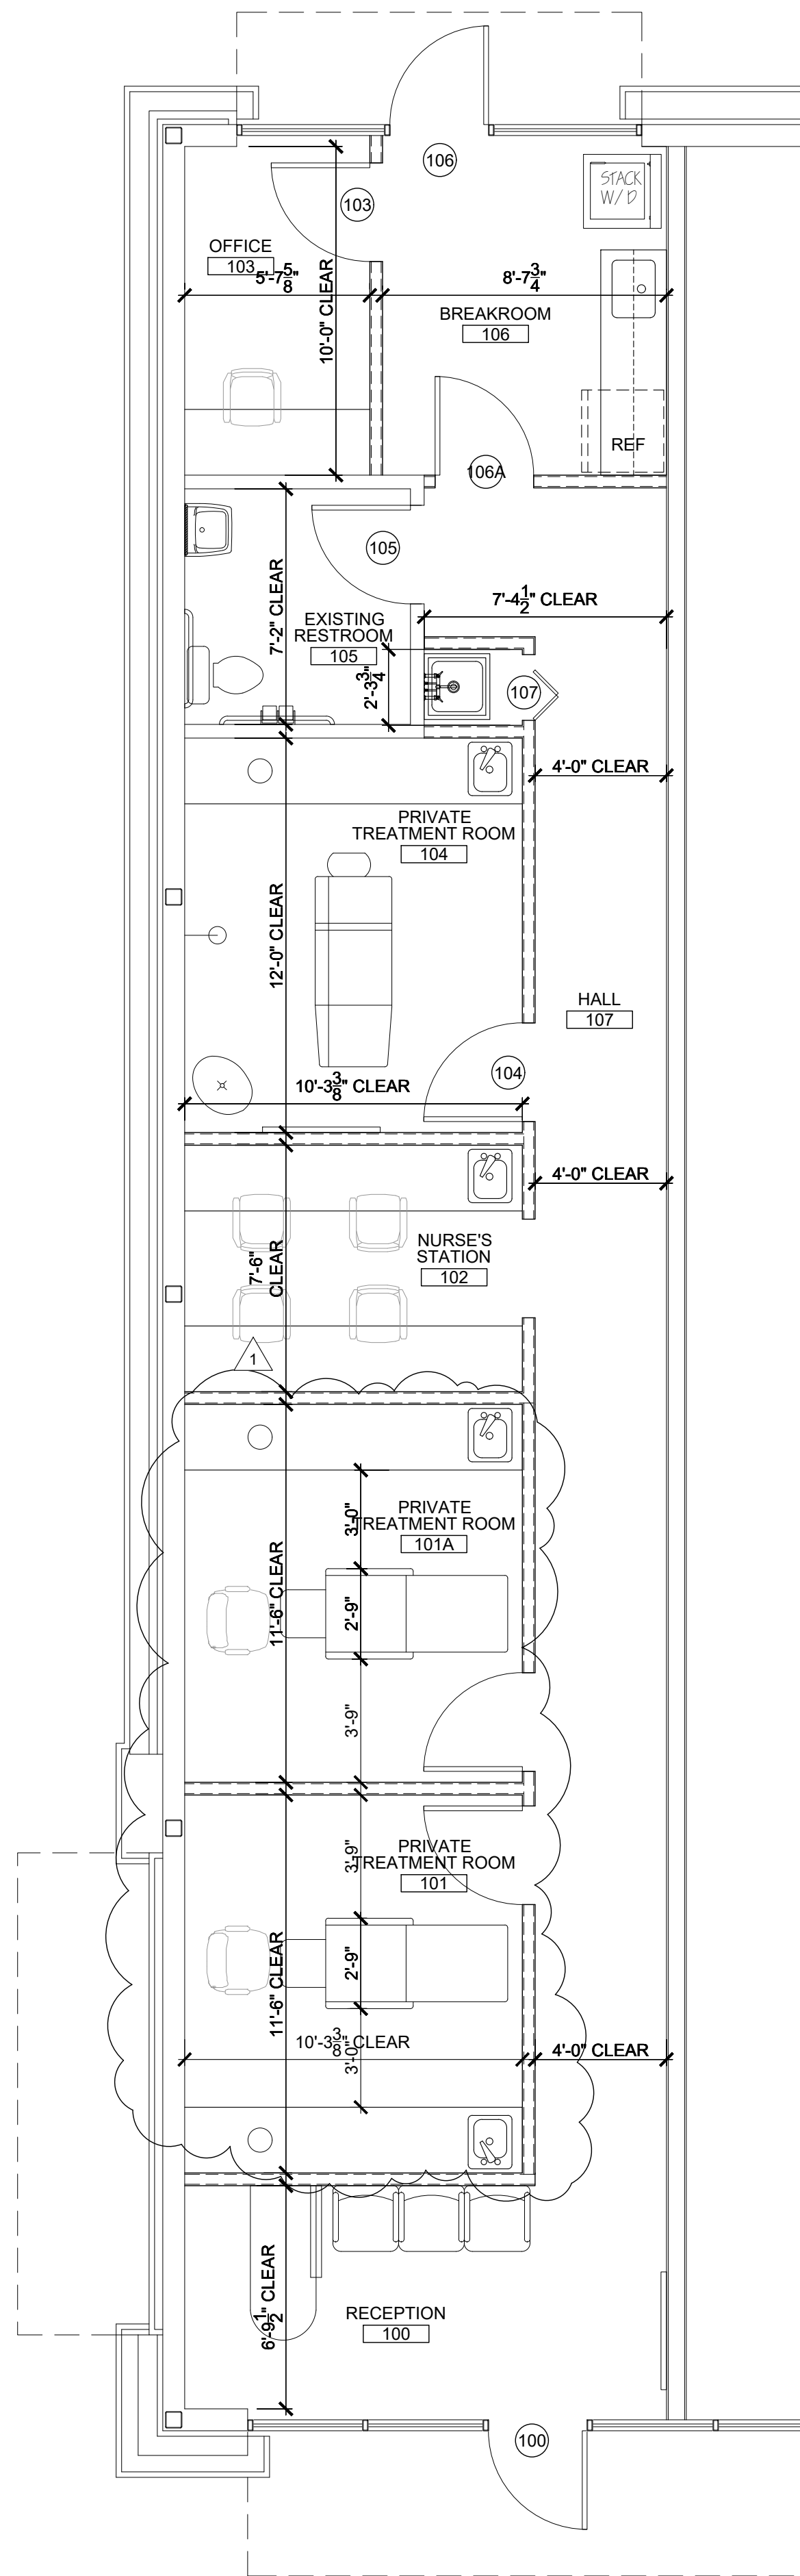 106
STACK
W/D
103
OFFICE
103
5'-7 5/8"
8'-7 3/4"
10'-0" CLEAR
BREAKROOM
106
REF
106A
105
7'-2" CLEAR
7'-4 1/2" CLEAR
EXISTING
RESTROOM
105
2'-3 3/4"
107
4'-0" CLEAR
PRIVATE
TREATMENT ROOM
104
12'-0" CLEAR
HALL
107
104
10'-3 3/8" CLEAR
4'-0" CLEAR
NURSE'S
STATION
102
7'-6"
CLEAR
1
PRIVATE
TREATMENT ROOM
101A
3'-0"
11'-6" CLEAR
2'-9"
3'-9"
PRIVATE
TREATMENT ROOM
101
3'-9"
11'-6" CLEAR
2'-9"
10'-3 3/8" CLEAR
3'-0"
4'-0" CLEAR
6'-9 1/2" CLEAR
RECEPTION
100
100